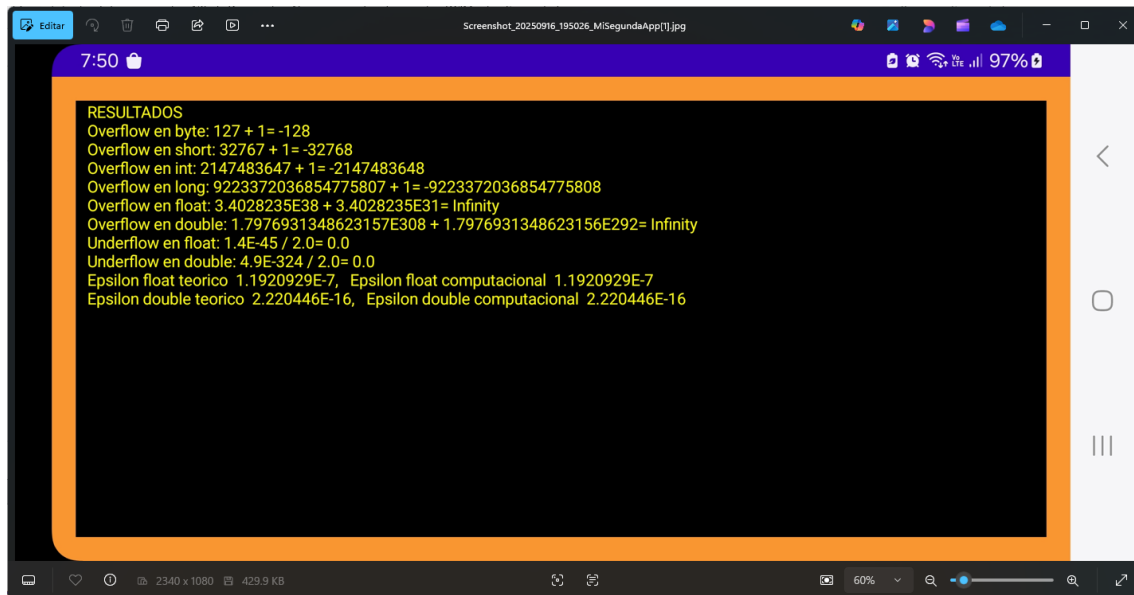 Editar
Screenshot_20250916_195026_MiSegundaApp[1].jpg
7:50
Vo LTE 97%
RESULTADOS
Overflow en byte: 127 + 1= -128
Overflow en short: 32767 + 1= -32768
Overflow en int: 2147483647 + 1= -2147483648
Overflow en long: 9223372036854775807 + 1= -9223372036854775808
Overflow en float: 3.4028235E38 + 3.4028235E31= Infinity
Overflow en double: 1.7976931348623157E308 + 1.7976931348623156E292= Infinity
Underflow en float: 1.4E-45 / 2.0= 0.0
Underflow en double: 4.9E-324 / 2.0= 0.0
Epsilon float teorico 1.1920929E-7, Epsilon float computacional 1.1920929E-7
Epsilon double teorico 2.220446E-16, Epsilon double computacional 2.220446E-16
2340 x 1080 429.9 KB 60%